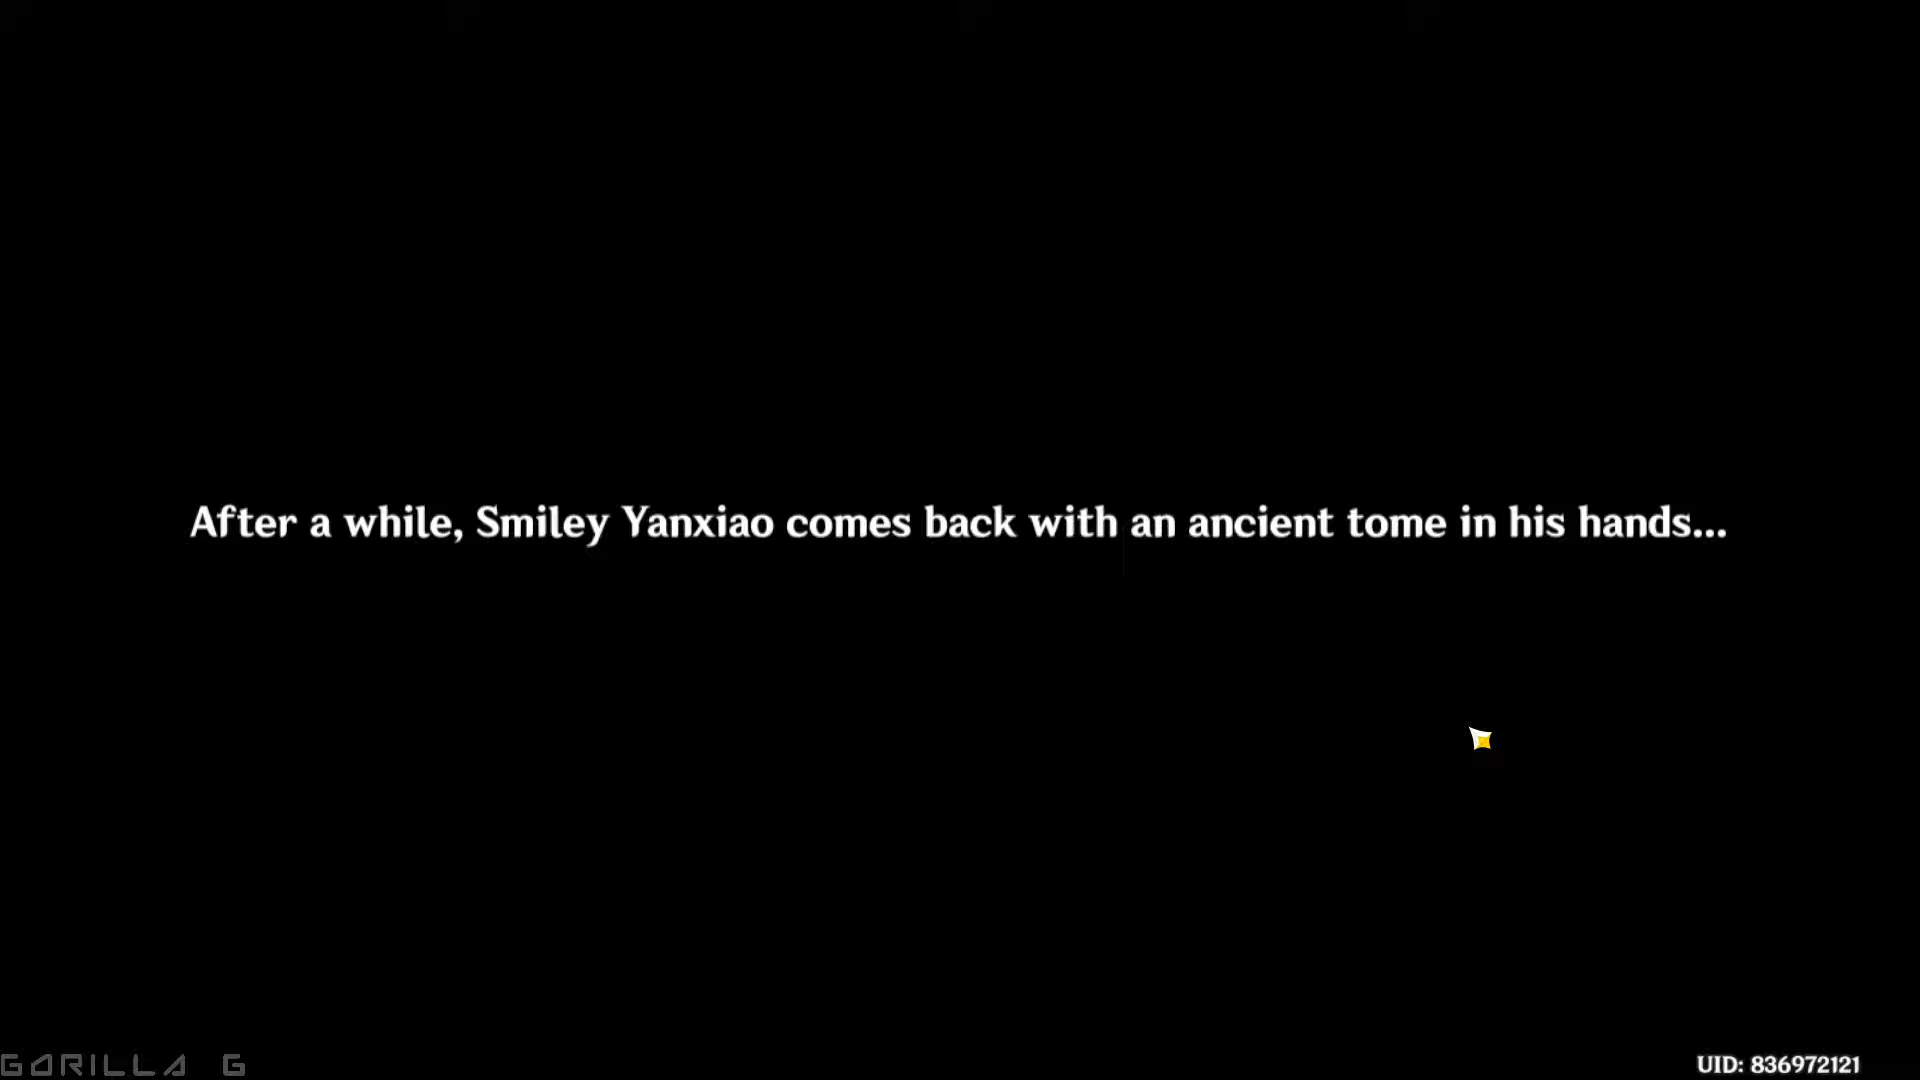 After a while, Smiley Yanxiao comes back with an ancient tome in his hands...
GORILLA G
UID: 836972121